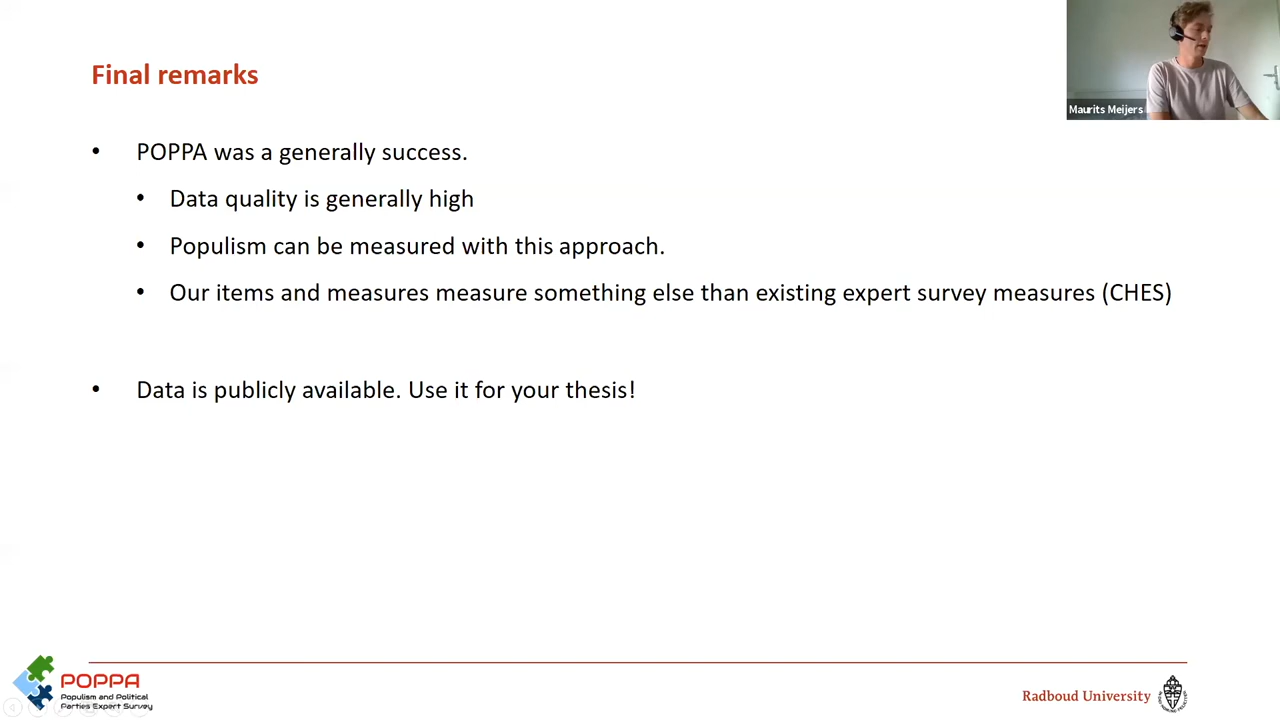 Final remarks
Maurits Meijers
• POPPA was a generally success.
• Data quality is generally high
• Populism can be measured with this approach.
• Our items and measures measure something else than existing expert survey measures (CHES)
• Data is publicly available. Use it for your thesis!
POPPA
Populism and Political
Parties Expert Survey
Radboud University